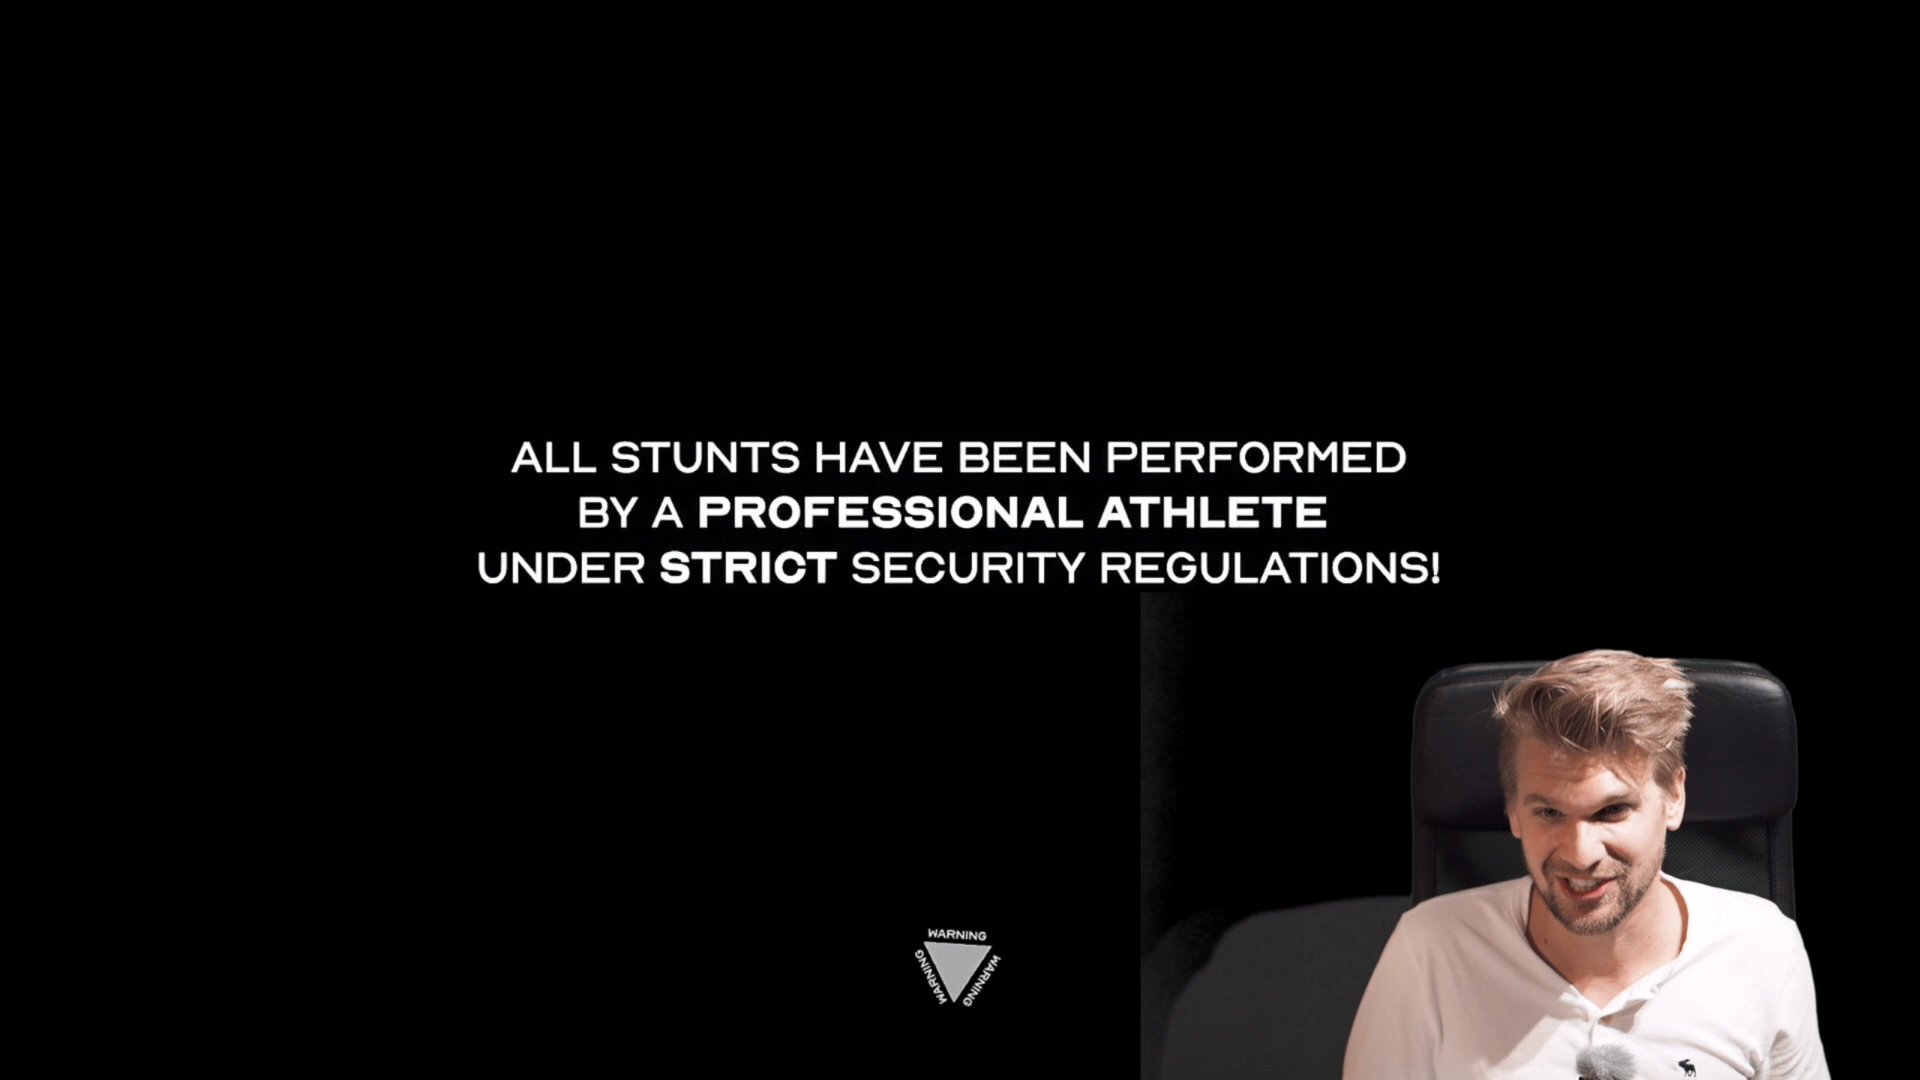 ALL STUNTS HAVE BEEN PERFORMED
BY A PROFESSIONAL ATHLETE
UNDER STRICT SECURITY REGULATIONS!
WARNING
WARNING
WARNING